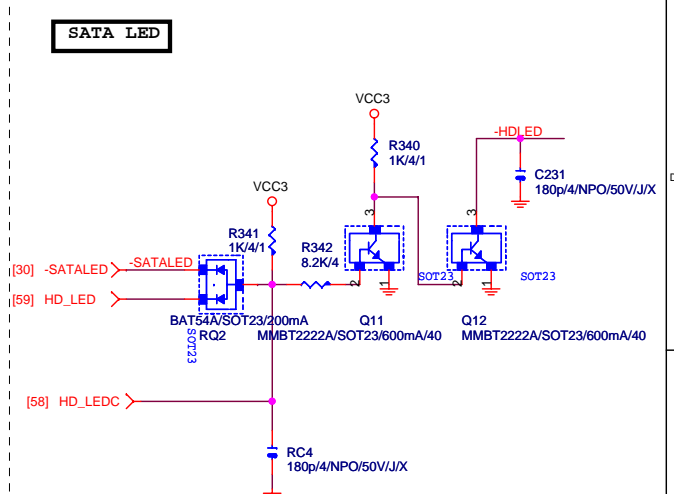 SATA LED
VCC3
R340
1K/4/1
-HDLED
C231
180p/4/NPO/50V/J/X
VCC3
R341
1K/4/1
R342
8.2K/4
3
3
[30] -SATALED
-SATALED
[59] HD_LED
2
1
SOT23
2
1
SOT23
BAT54A/SOT23/200mA
RQ2
SOT23
Q11
MMBT2222A/SOT23/600mA/40
Q12
MMBT2222A/SOT23/600mA/40
[58] HD_LEDC
RC4
180p/4/NPO/50V/J/X